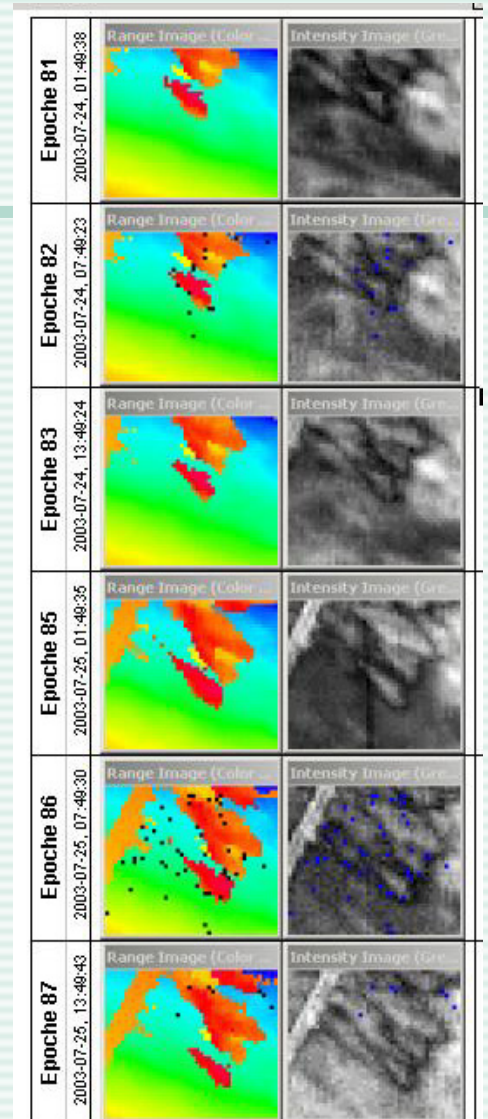 Epoche 81
2003-07-24, 01:49:38
Range Image (Color ...
Intensity Image (Gre...
Epoche 82
2003-07-24, 07:49:23
Range Image (Color ...
Intensity Image (Gre...
Epoche 83
2003-07-24, 13:49:24
Range Image (Color ...
Intensity Image (Gre...
Epoche 85
2003-07-25, 01:49:35
Range Image (Color ...
Intensity Image (Gre...
Epoche 86
2003-07-25, 07:49:30
Range Image (Color ...
Intensity Image (Gre...
Epoche 87
2003-07-25, 13:49:43
Range Image (Color ...
Intensity Image (Gre...